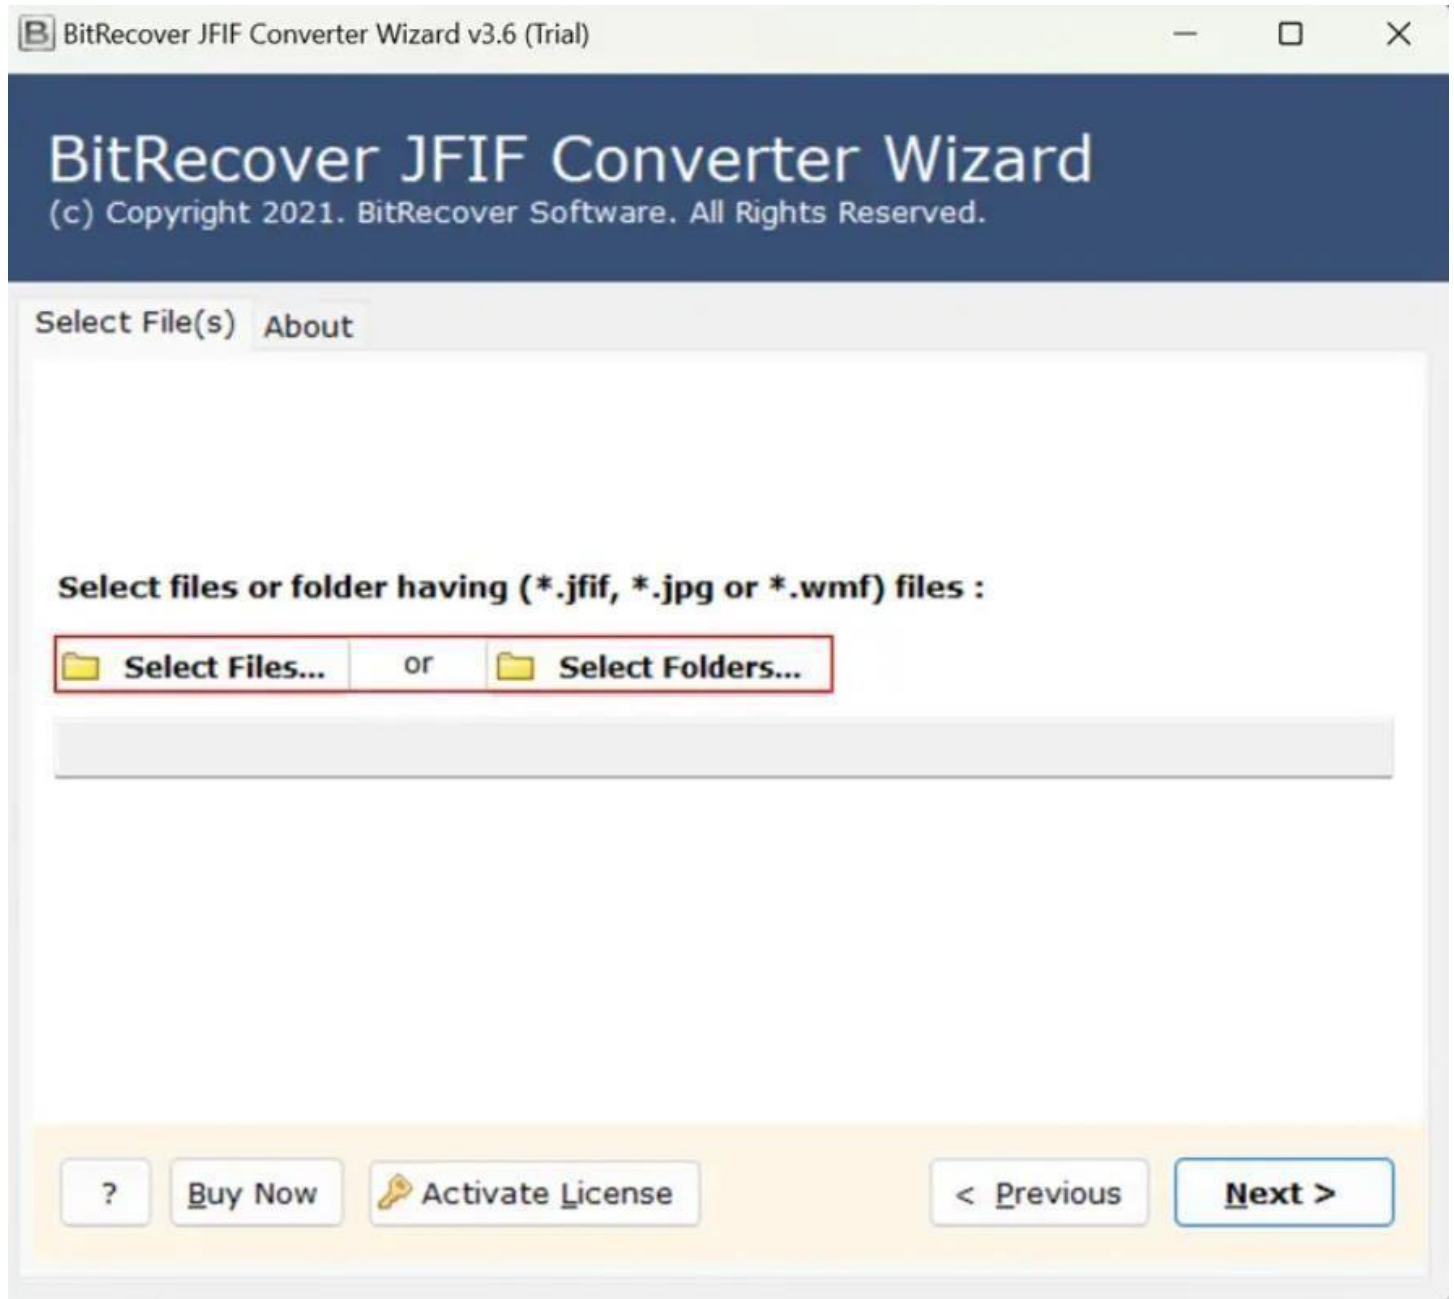 B BitRecover JFIF Converter Wizard v3.6 (Trial)
BitRecover JFIF Converter Wizard
(c) Copyright 2021. BitRecover Software. All Rights Reserved.
Select File(s) About
Select files or folder having (*.jfif, *.jpg or *.wmf) files :
Select Files... or Select Folders...
? Buy Now Activate License < Previous Next >